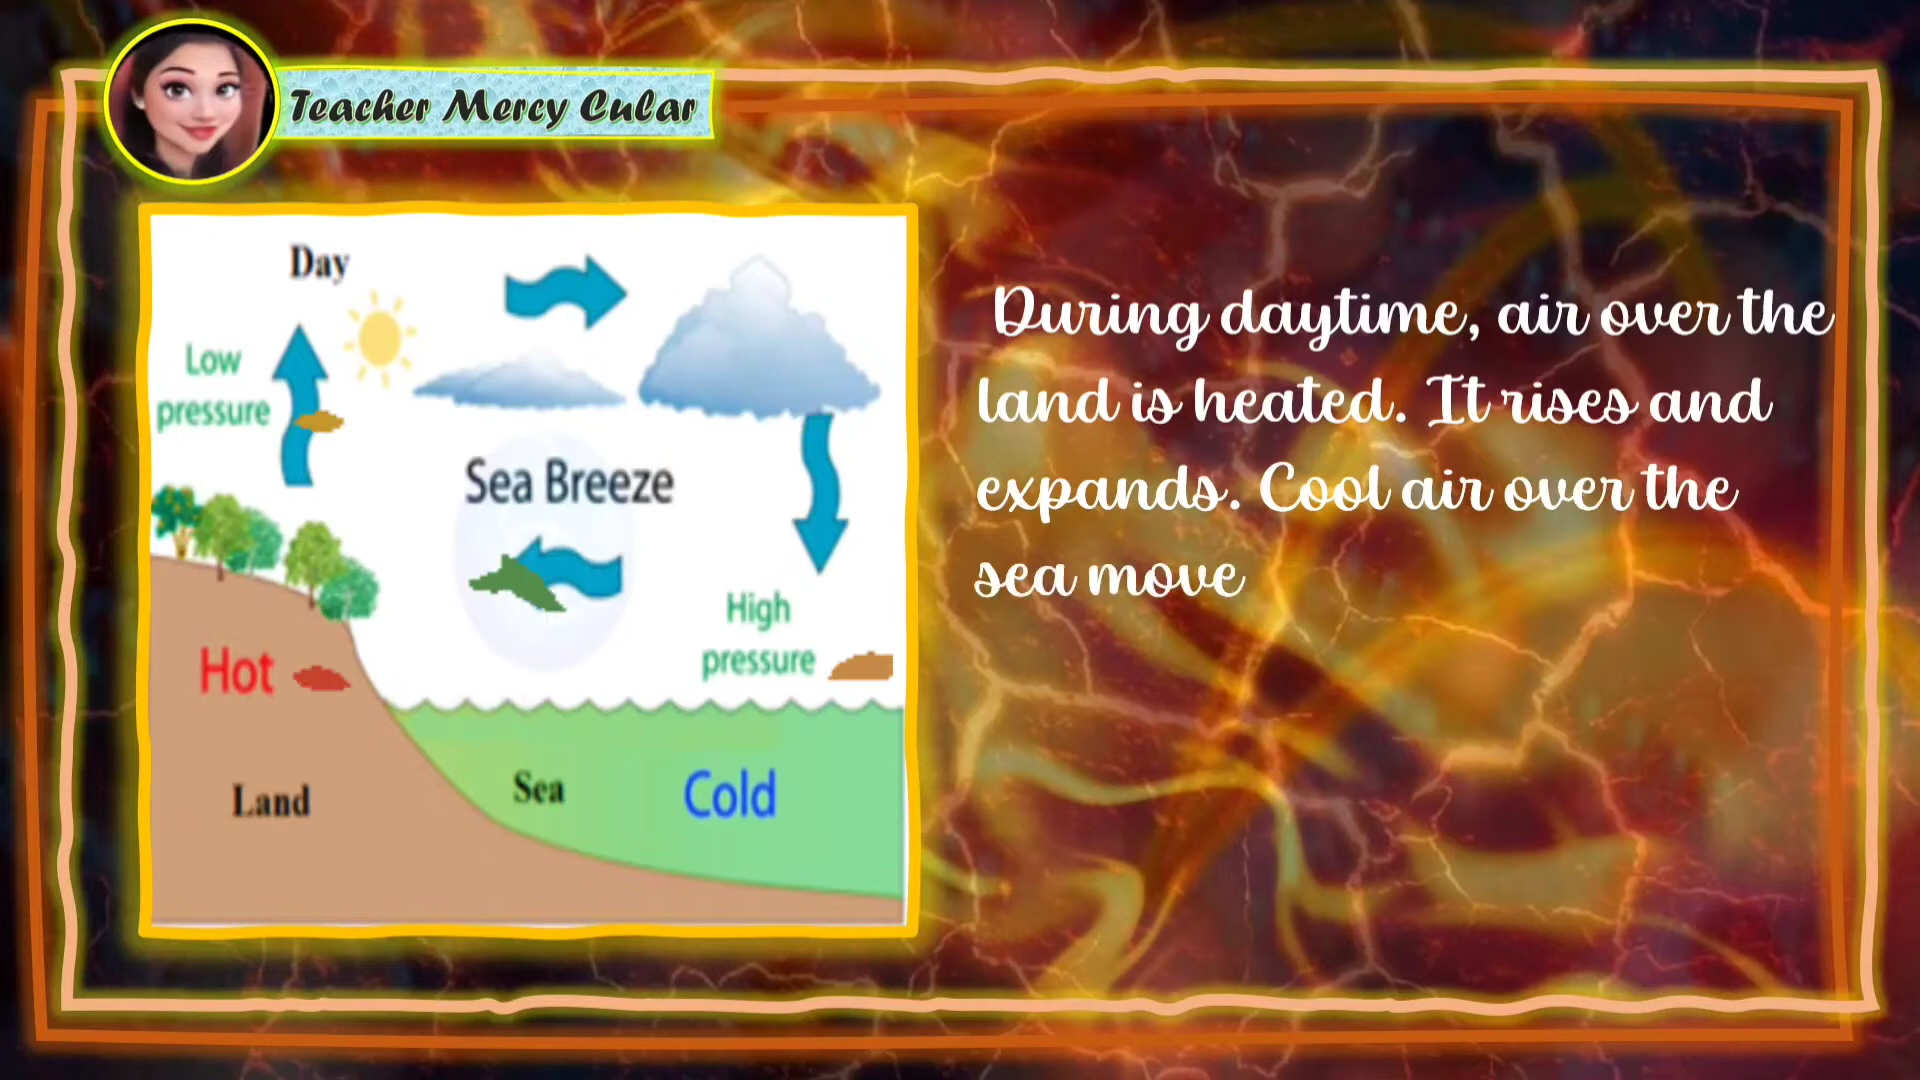 Teacher Mercy Cular
Day
Low
pressure
Sea Breeze
High
pressure
Hot
Land
Sea
Cold
During daytime, air over the
land is heated. It rises and
expands. Cool air over the
sea move